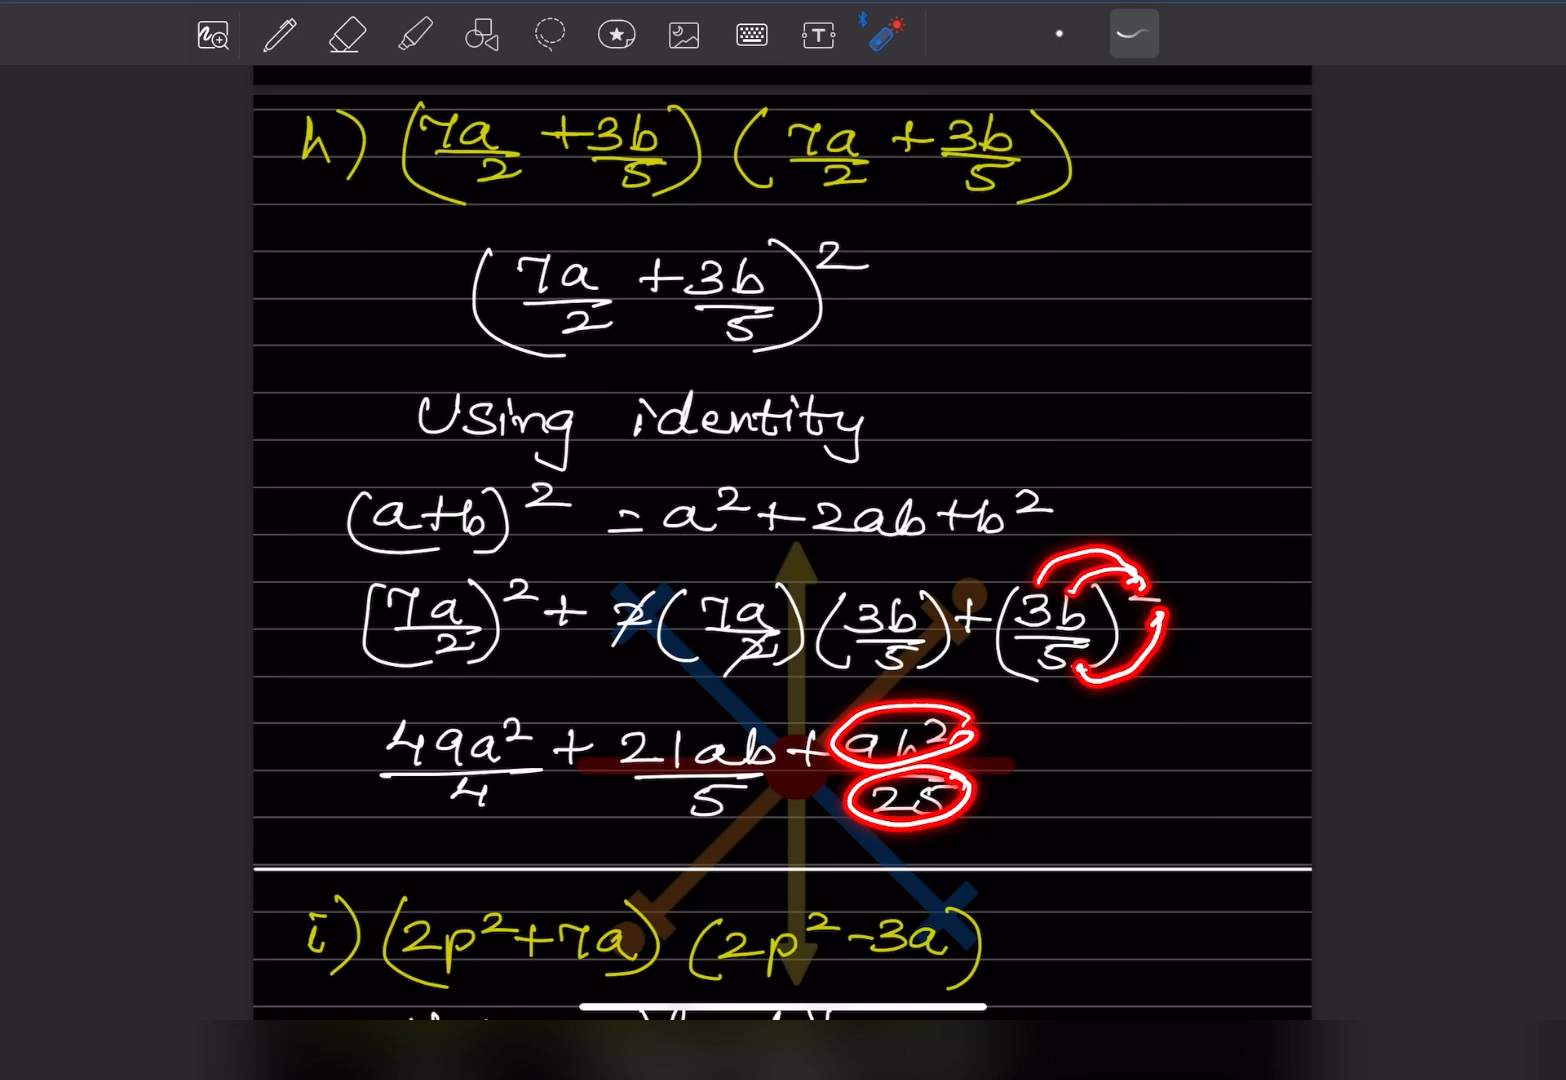 h) (7a/2 + 3b/5) (7a/2 + 3b/5)
(7a/2 + 3b/5)²
Using identity
(a+b)² = a² + 2ab + b²
(7a/2)² + 2(7a/2)(3b/5) + (3b/5)²
49a²/4 + 21ab/5 + 9b²/25
i) (2p² + 7a) (2p² - 3a)